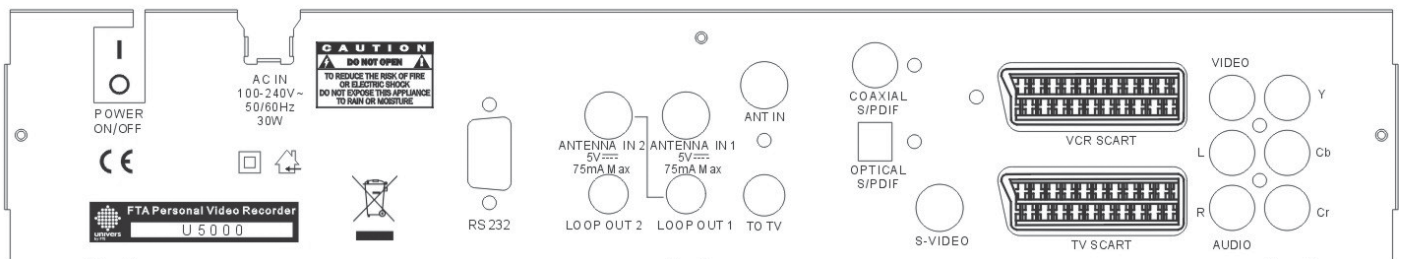 POWER
ON/OFF
CE
AC IN
100-240V~
50/60Hz
30W
CAUTION
DO NOT OPEN
TO REDUCE THE RISK OF FIRE
OR ELECTRIC SHOCK
DO NOT EXPOSE THIS APPLIANCE
TO RAIN OR MOISTURE
univers
FTA Personal Video Recorder
U5000
RS232
ANTENNA IN 2
5V
75mA Max
LOOP OUT 2
ANTENNA IN 1
5V
75mA Max
LOOP OUT 1
ANT IN
TO TV
COAXIAL
S/PDIF
OPTICAL
S/PDIF
S-VIDEO
VCR SCART
TV SCART
VIDEO
Y
L
Cb
R
Cr
AUDIO